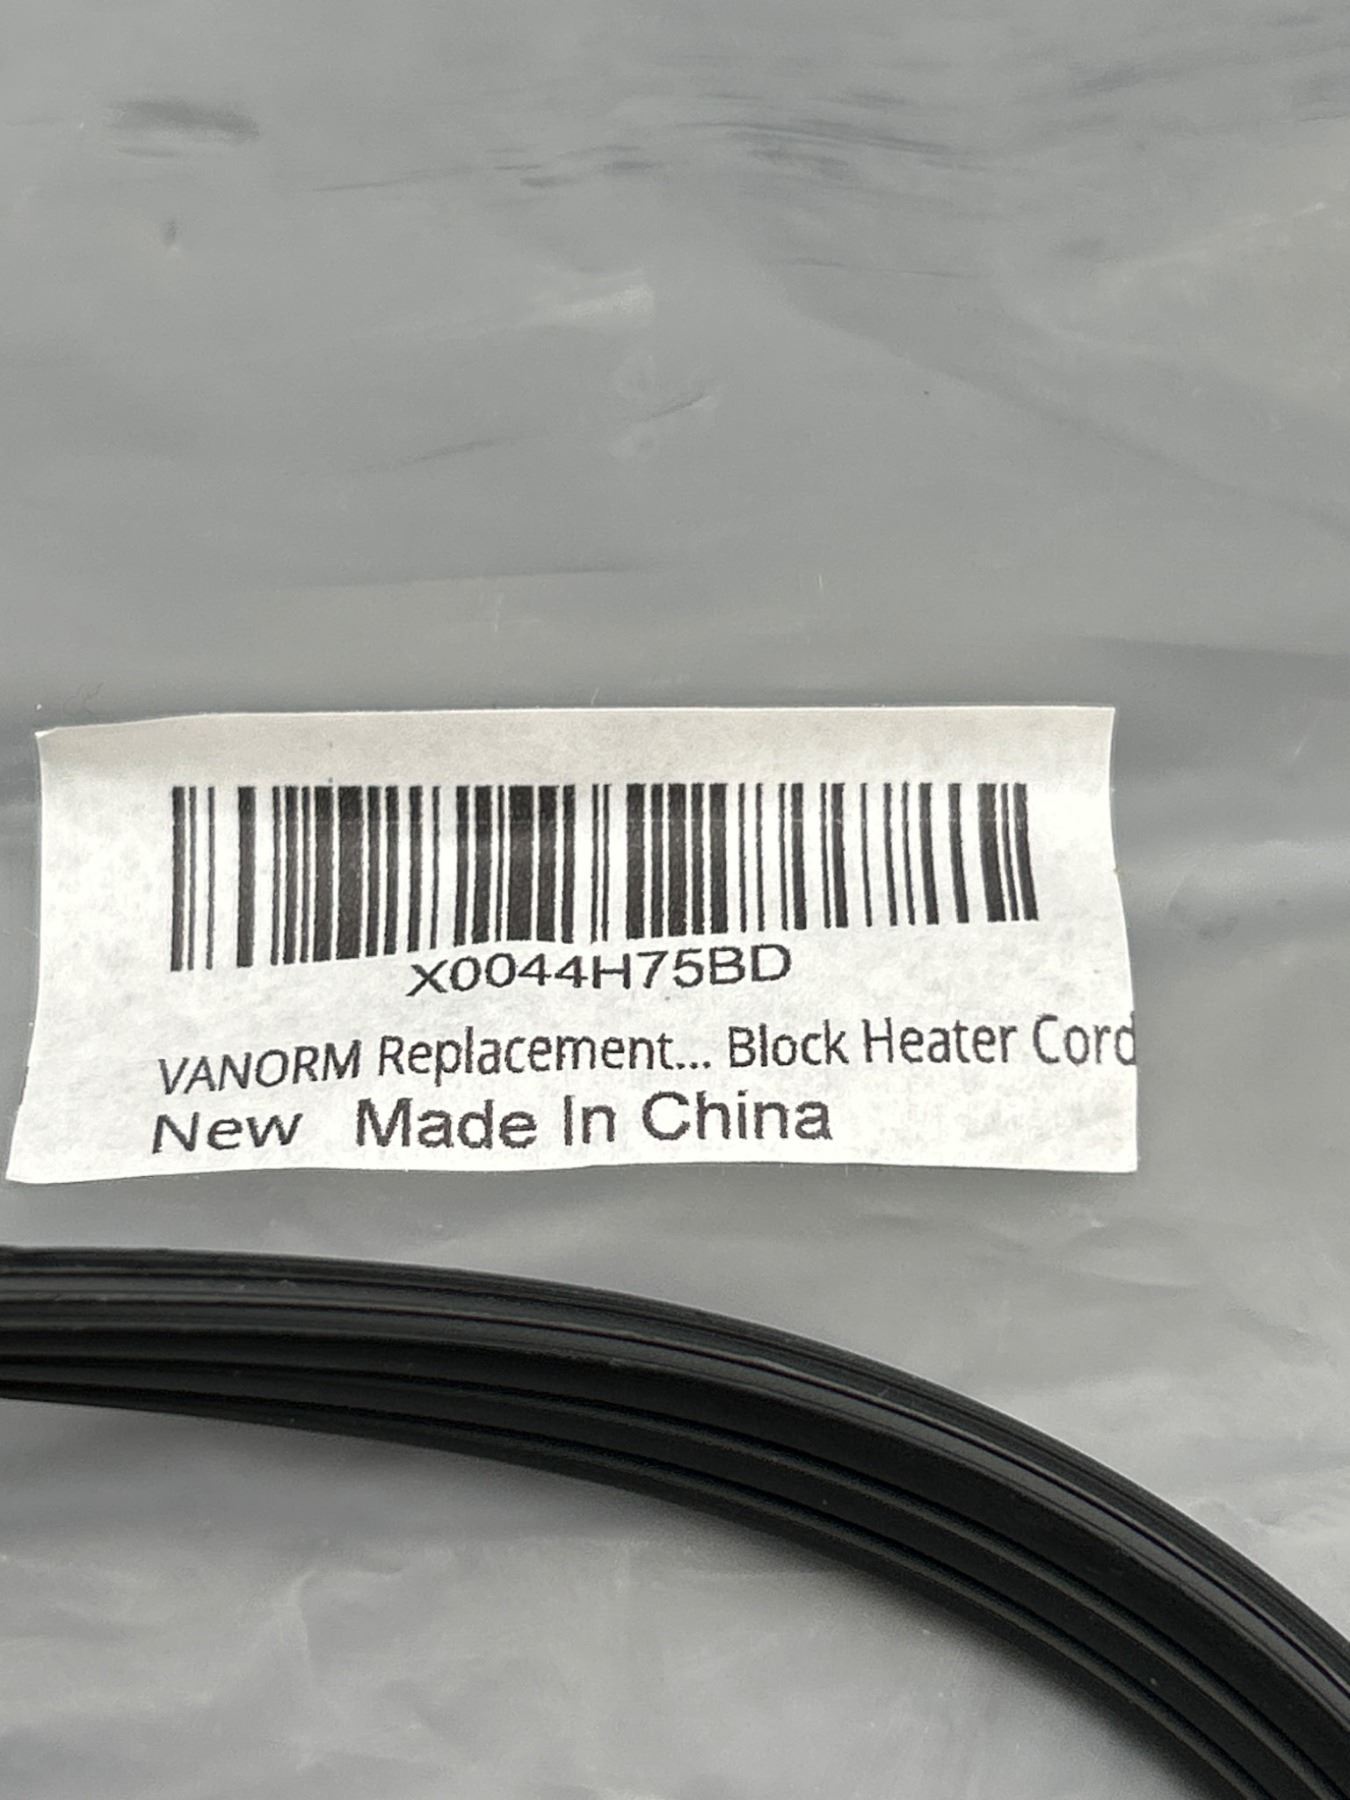 X0044H75BD
VANORM Replacement... Block Heater Cord
New Made In China